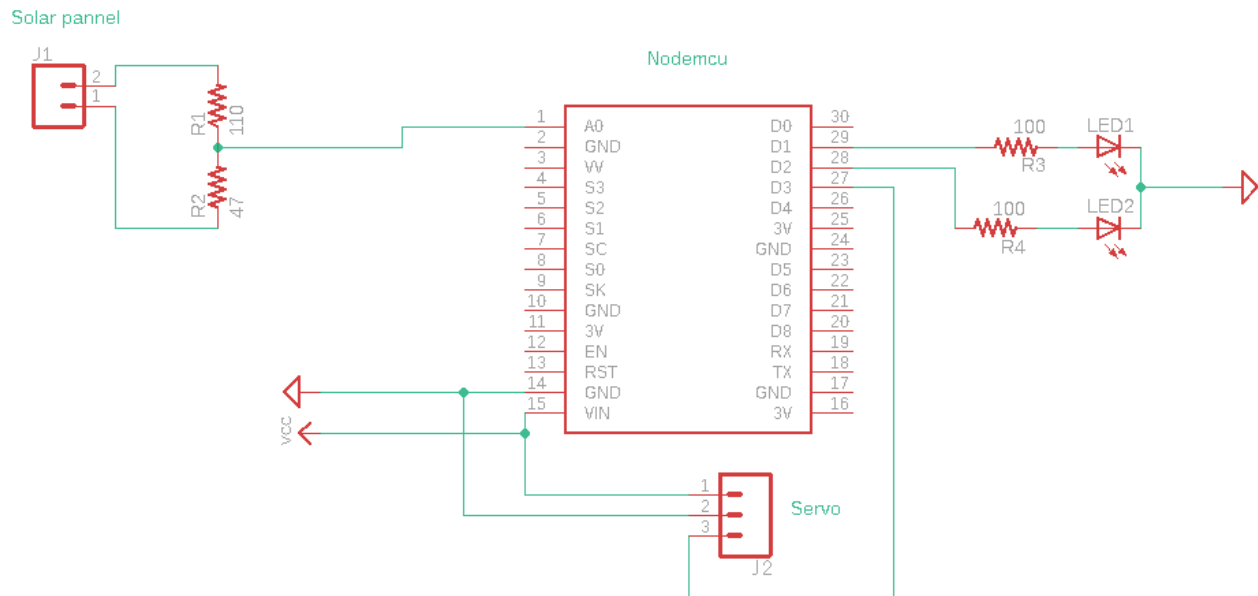 Solar pannel
J1
2
1
R1
110
R2
47
Nodemcu
1 A0 D0 30
2 GND D1 29
3 VV D2 28
4 S3 D3 27
5 S2 D4 26
6 S1 3V 25
7 SC GND 24
8 S0 D5 23
9 SK D6 22
10 GND D7 21
11 3V D8 20
12 EN RX 19
13 RST TX 18
14 GND GND 17
15 VIN 3V 16
100
R3
LED1
100
R4
LED2
vcc
1
2
3
Servo
J2